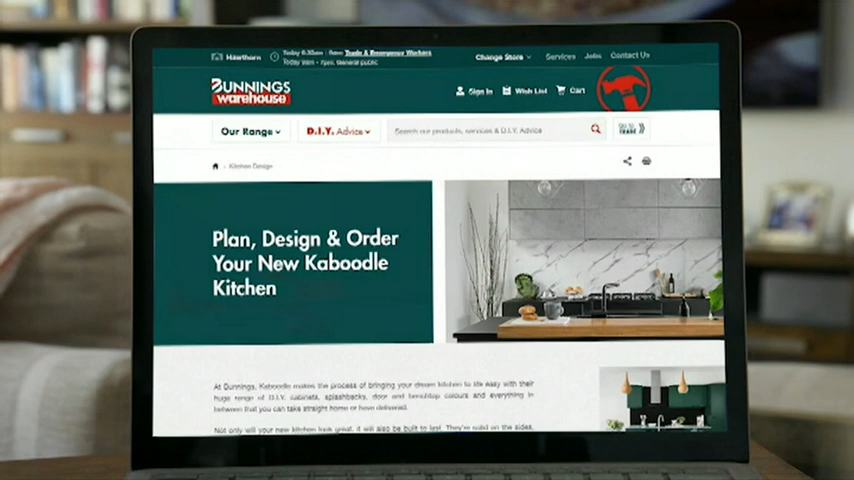 Hawthorn
Today 6:30am - 9am Trade & Emergency Workers
Today 9am - 7pm, General public
Change Store
Services
Jobs
Contact Us
BUNNINGS
warehouse
Sign In
Wish List
Cart
Our Range
D.I.Y. Advice
Search our products, services & D.I.Y. Advice
TRADE
› Kitchen Design
Plan, Design & Order
Your New Kaboodle
Kitchen
At Bunnings, Kaboodle makes the process of bringing your dream kitchen to life easy with their
huge range of D.I.Y. cabinets, splashbacks, door and benchtop colours and everything in
between that you can take straight home or have delivered.
Not only will your new kitchen look great, it will also be built to last. They're solid on the sides,